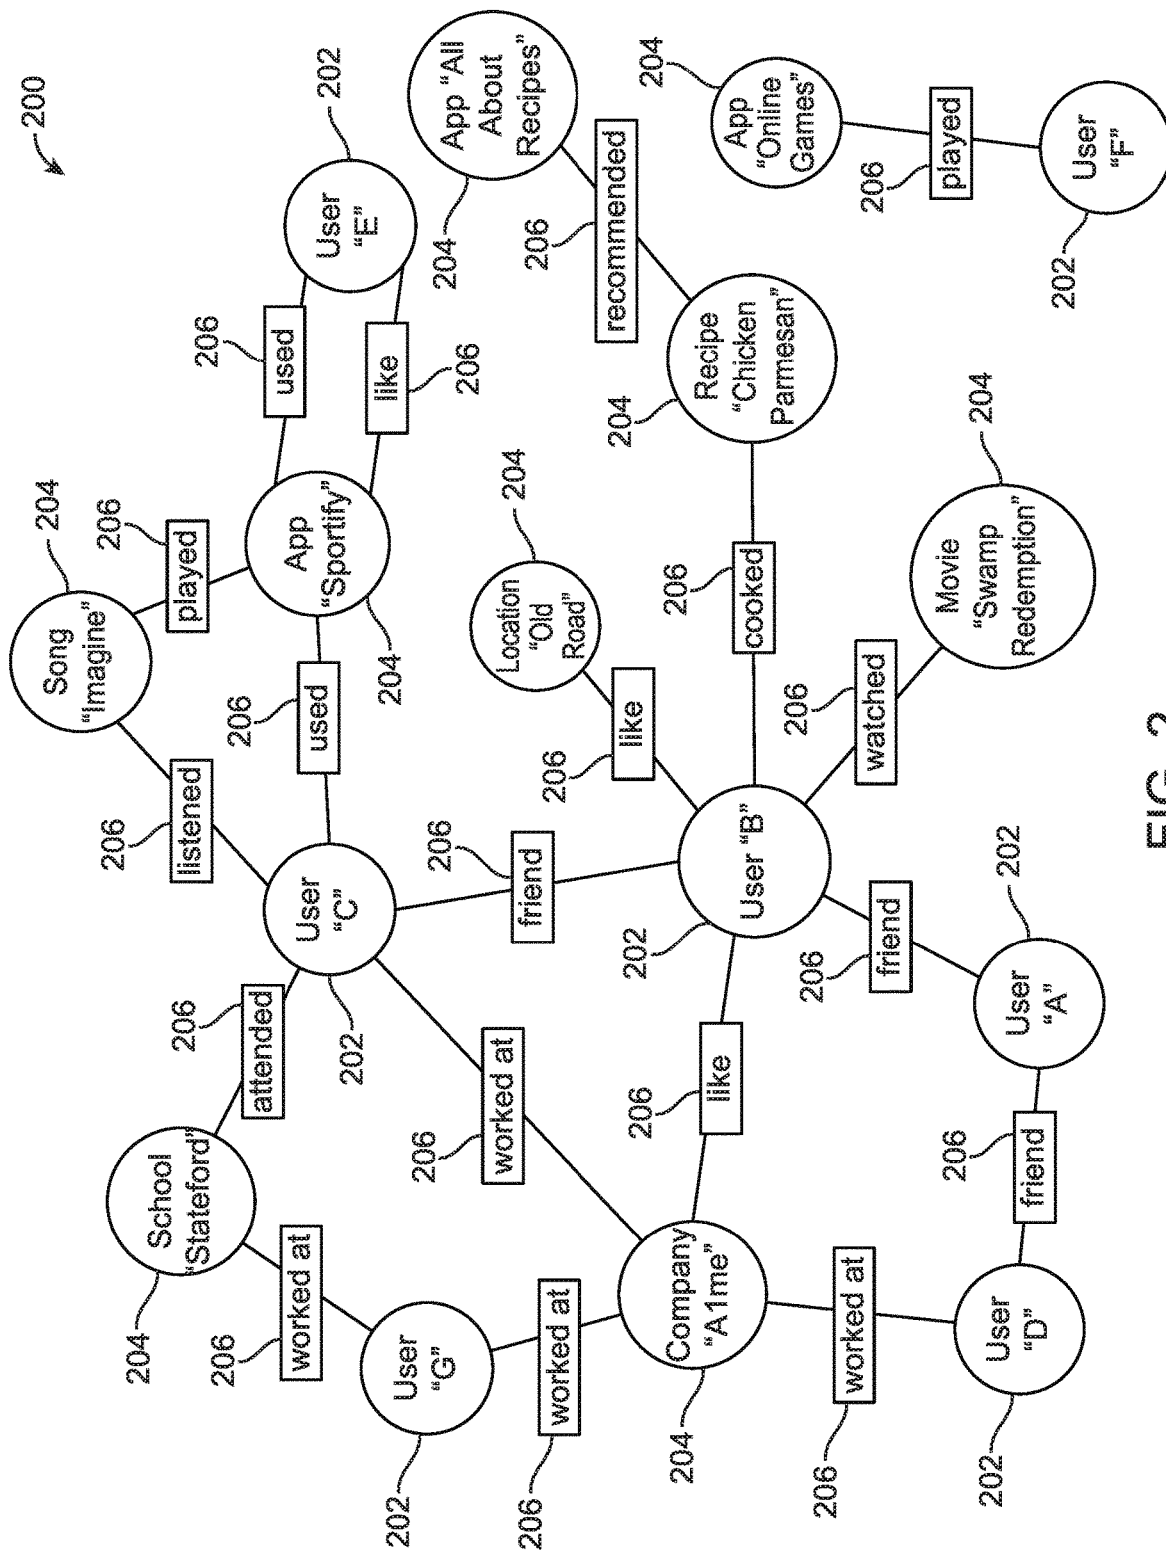 200
204
Song
"Imagine"
206
listened
206
played
204
School
"Stateford"
206
attended
206
worked at
206
used
204
App
"Sportify"
206
used
206
like
202
User
"E"
202
User
"C"
202
User
"G"
206
worked at
206
worked at
206
friend
204
Location
"Old
Road"
206
like
204
App "All
About
Recipes"
206
recommended
204
Company
"A1me"
206
like
202
User "B"
206
cooked
204
Recipe
"Chicken
Parmesan"
204
App
"Online
Games"
206
played
202
User
"F"
206
worked at
206
friend
206
watched
204
Movie
"Swamp
Redemption"
202
User
"D"
206
friend
202
User
"A"
FIG. 2